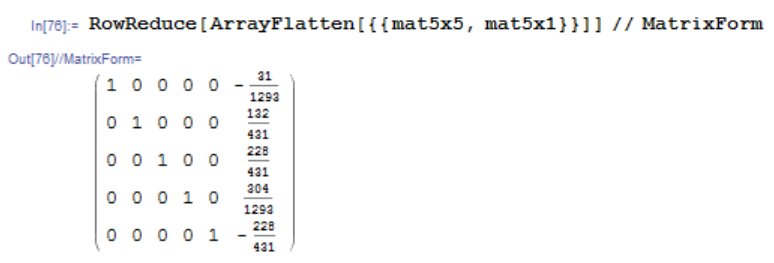 In[76]:= RowReduce[ArrayFlatten[{{mat5x5, mat5x1}}]] // MatrixForm
Out[76]//MatrixForm=
1 0 0 0 0 - 31/1293
0 1 0 0 0 132/431
0 0 1 0 0 228/431
0 0 0 1 0 304/1293
0 0 0 0 1 - 228/431